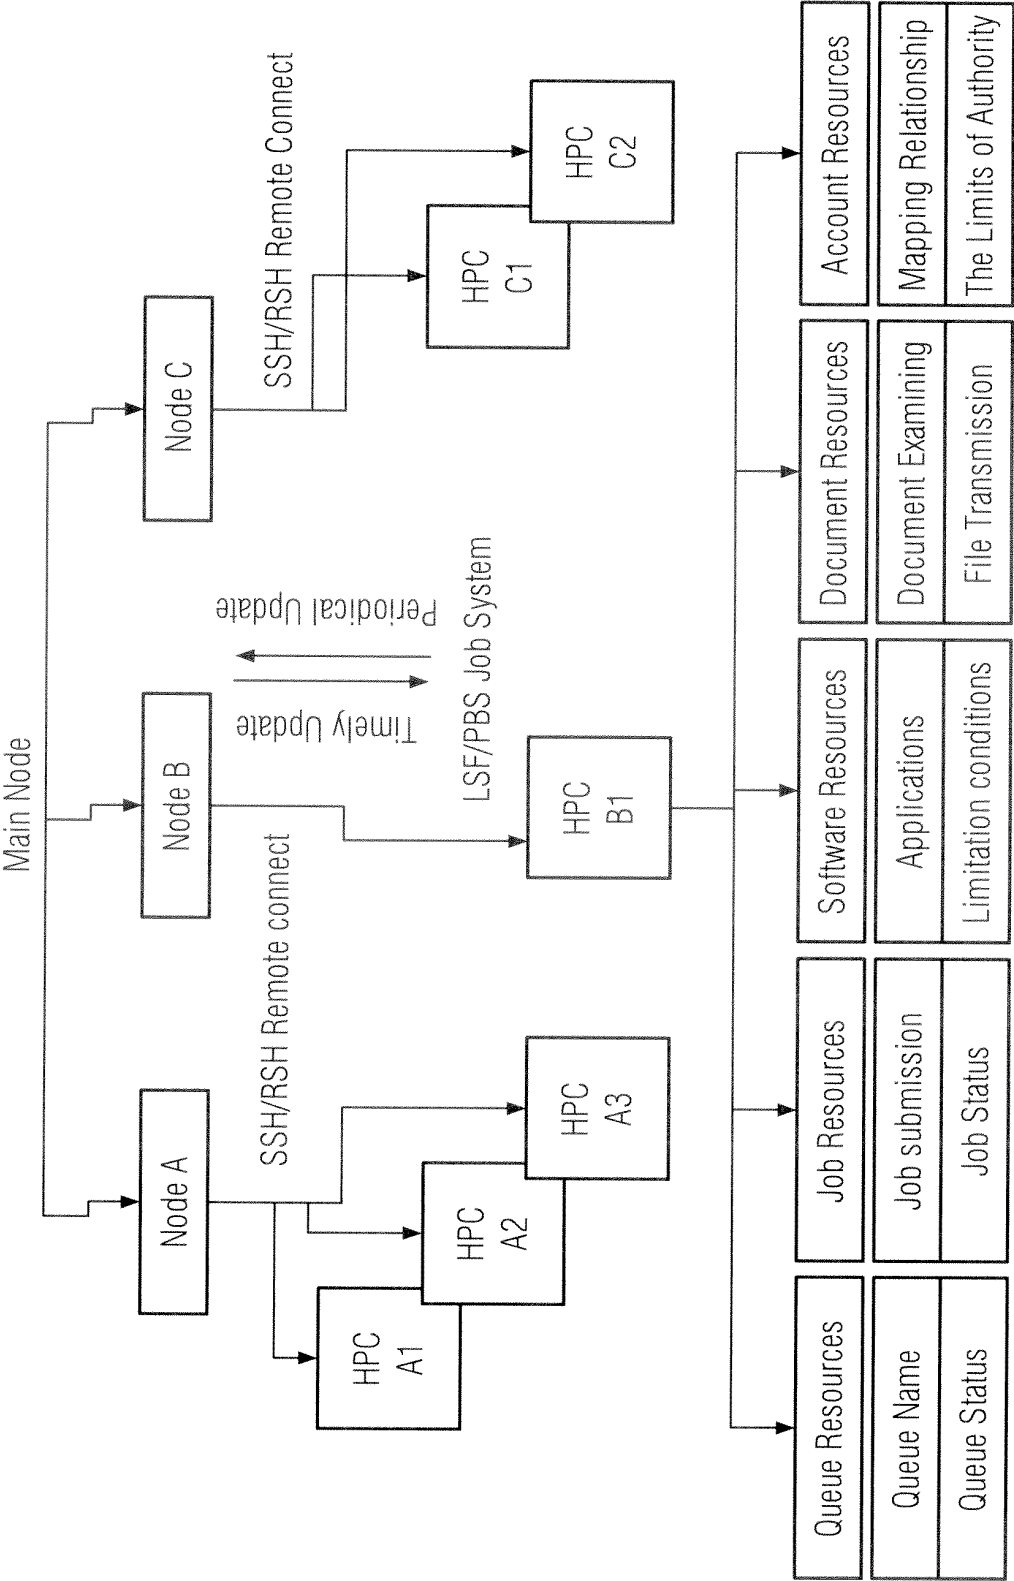 Main Node
Node A
Node B
Node C
SSH/RSH Remote connect
Timely Update
Periodical Update
SSH/RSH Remote Connect
LSF/PBS Job System
HPC
A1
HPC
A2
HPC
A3
HPC
B1
HPC
C1
HPC
C2
Queue Resources
Queue Name
Queue Status
Job Resources
Job submission
Job Status
Software Resources
Applications
Limitation conditions
Document Resources
Document Examining
File Transmission
Account Resources
Mapping Relationship
The Limits of Authority